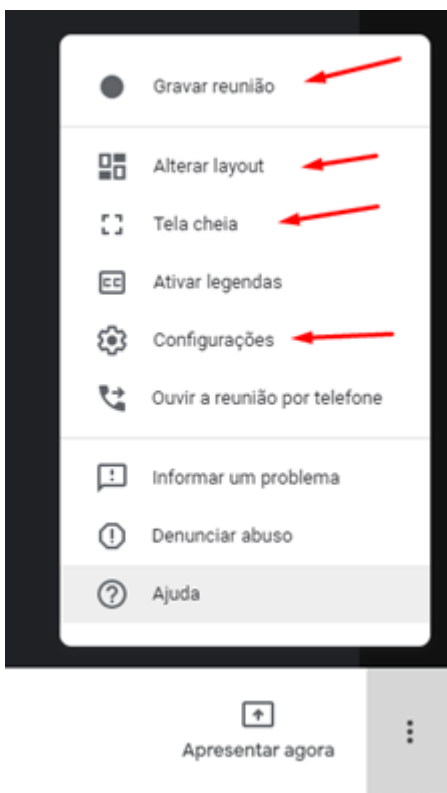 Gravar reunião
Alterar layout
Tela cheia
Ativar legendas
Configurações
Ouvir a reunião por telefone
Informar um problema
Denunciar abuso
Ajuda
Apresentar agora